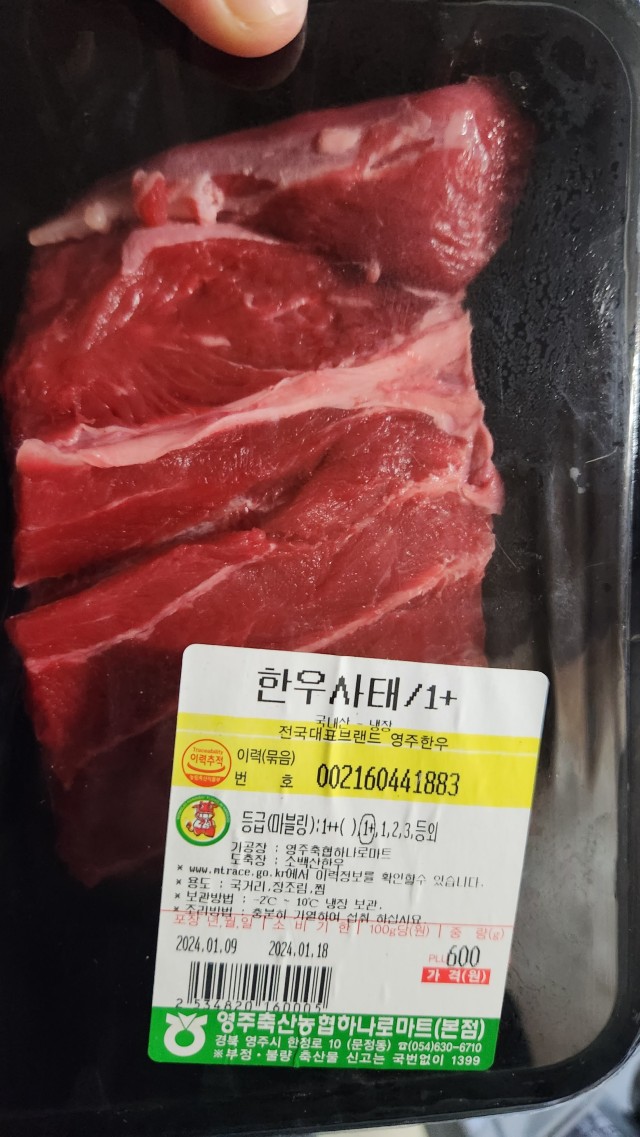 한우사태/1+
국내산 - 냉장
전국대표브랜드 영주한우
Traceability
이력추적
이력(묶음)
번 호 002160441883
등급(마블링):1++( ),1+,1,2,3,등외
가공장 : 영주축협하나로마트
도축장 : 소백산한우
* www.mtrace.go.kr에서 이력정보를 확인할수 있습니다.
* 용도 : 국거리,장조림,찜
* 보관방법 : -2℃ ~ 10℃ 냉장 보관.
* 조리방법 : 충분히 가열하여 섭취 하십시요.
포장 년,월,일 | 소 비 기 한 | 100g당(원) | 중 량(g)
2024.01.09 2024.01.18
PLU 600
가 격(원)
2 534820 160005
영주축산농협하나로마트(본점)
경북 영주시 한청로 10 (문정동) ☎(054)630-6710
※부정·불량 축산물 신고는 국번없이 1399